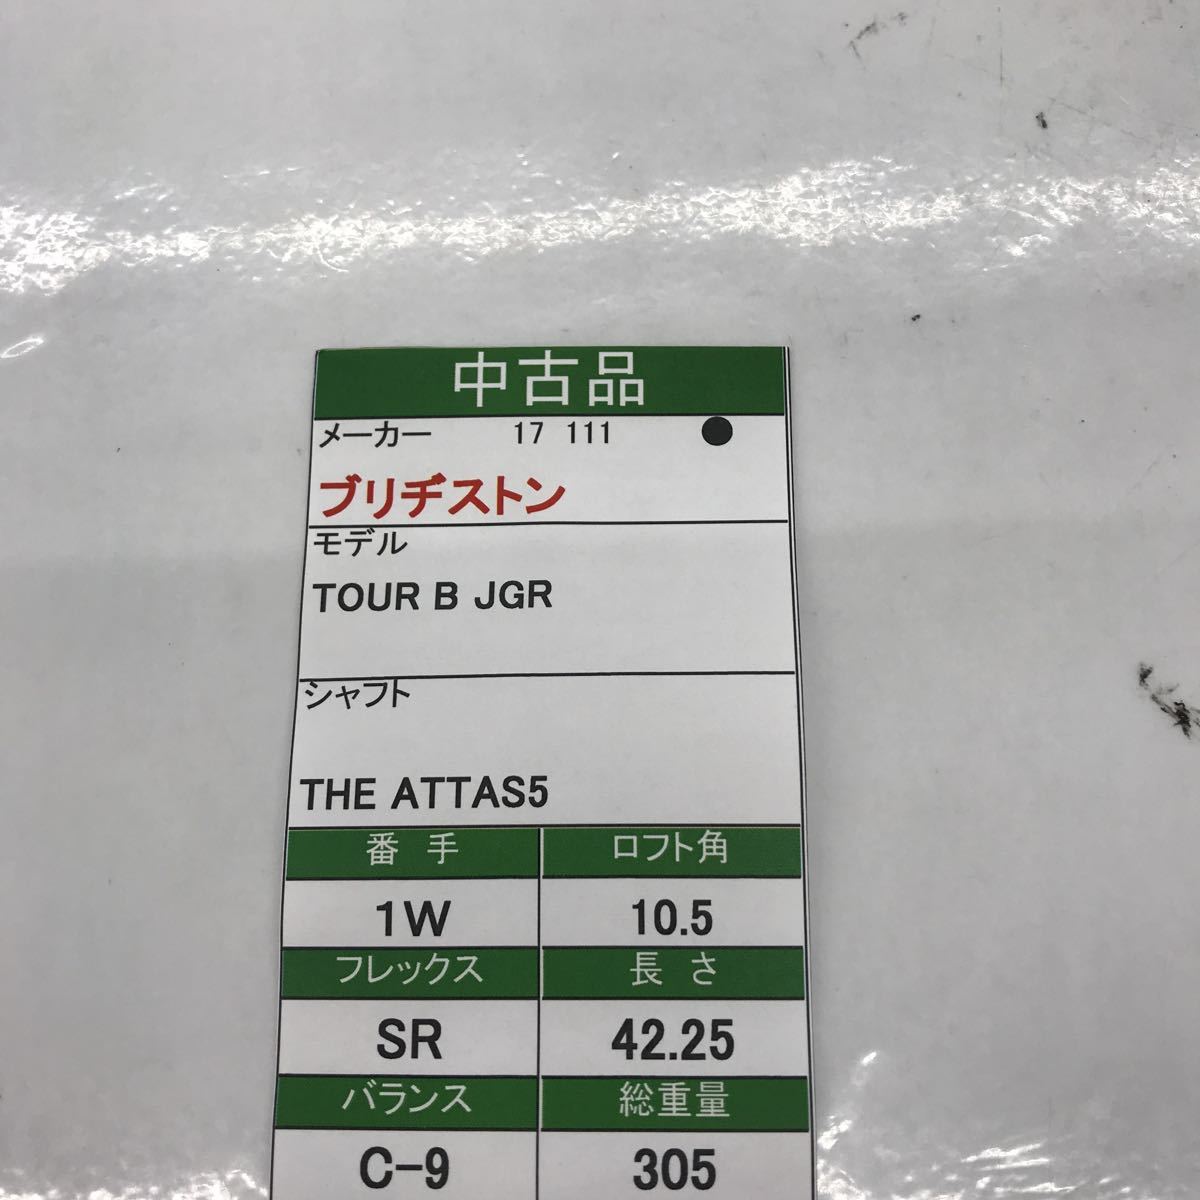 中古品
メーカー 17 111 ●
ブリヂストン
モデル
TOUR B JGR
シャフト
THE ATTAS5
番 手 ロフト角
1W 10.5
フレックス 長 さ
SR 42.25
バランス 総重量
C-9 305